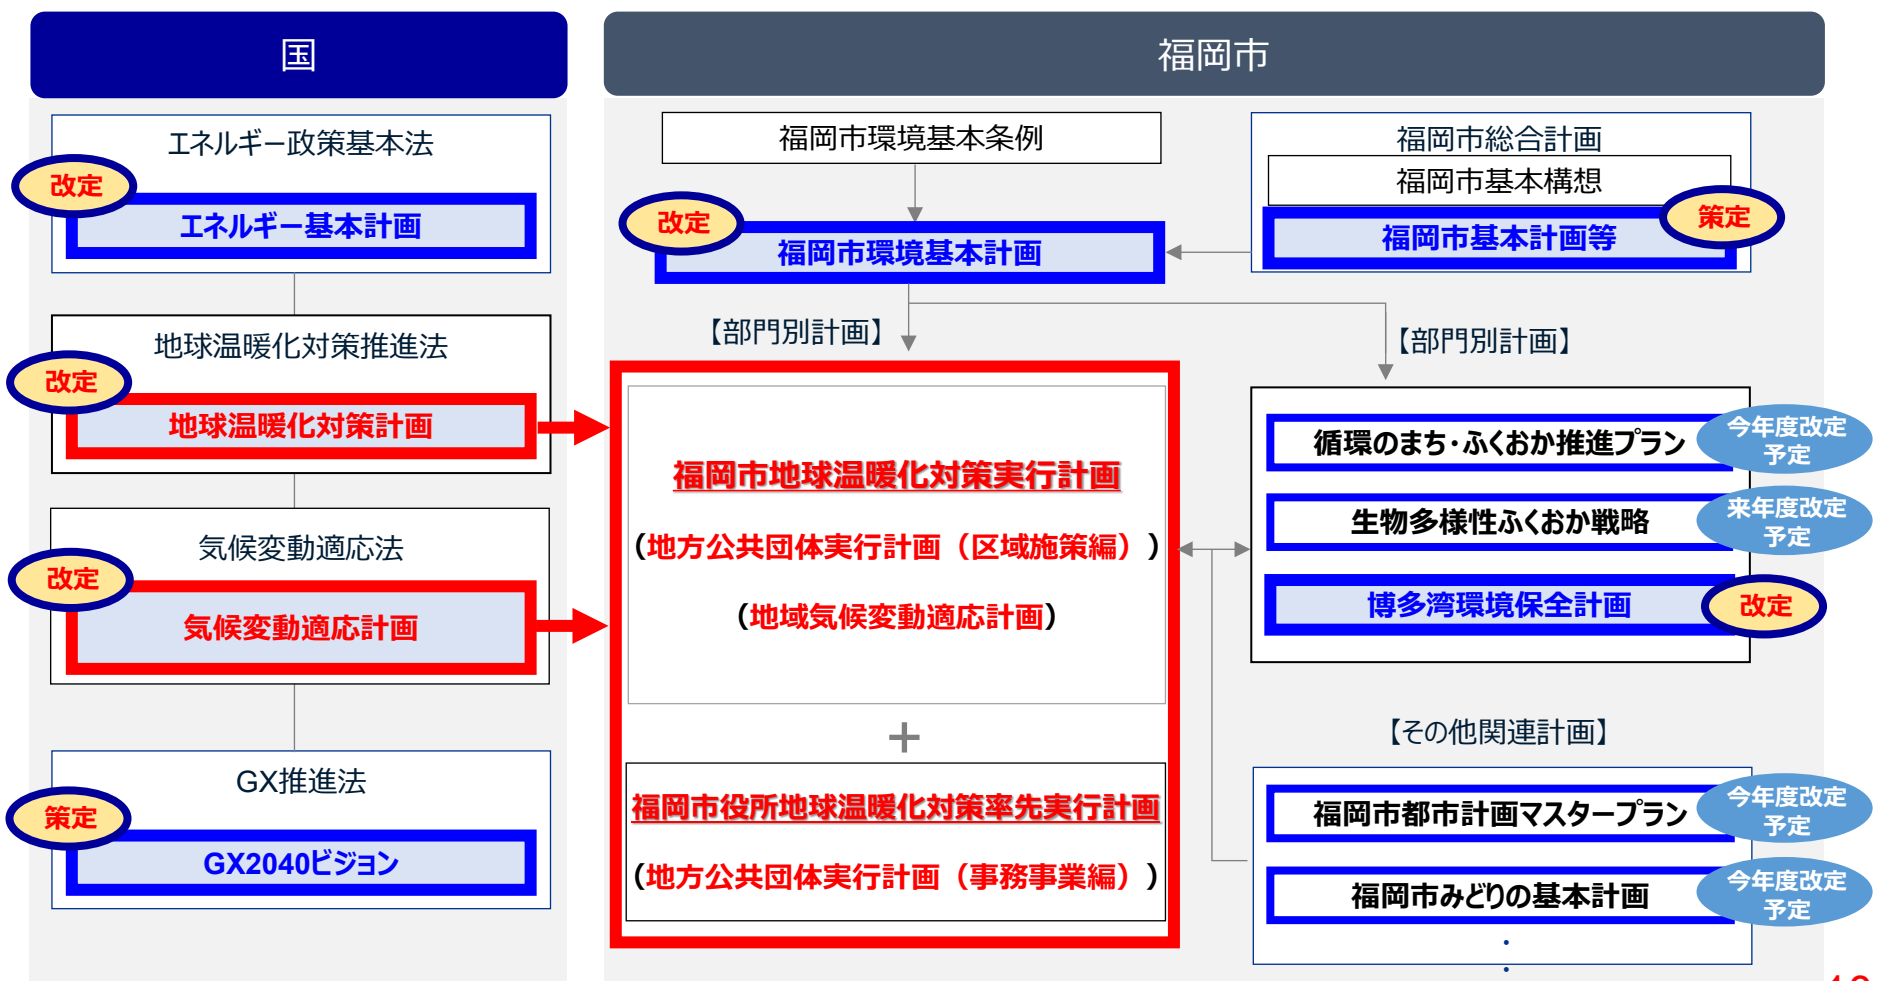 国
エネルギー政策基本法
改定
エネルギー基本計画
地球温暖化対策推進法
改定
地球温暖化対策計画
気候変動適応法
改定
気候変動適応計画
GX推進法
策定
GX2040ビジョン
福岡市
福岡市環境基本条例
改定
福岡市環境基本計画
福岡市総合計画
福岡市基本構想
策定
福岡市基本計画等
【部門別計画】
福岡市地球温暖化対策実行計画
（地方公共団体実行計画（区域施策編））
（地域気候変動適応計画）
＋
福岡市役所地球温暖化対策率先実行計画
（地方公共団体実行計画（事務事業編））
【部門別計画】
循環のまち・ふくおか推進プラン
今年度改定
予定
生物多様性ふくおか戦略
来年度改定
予定
博多湾環境保全計画
改定
【その他関連計画】
福岡市都市計画マスタープラン
今年度改定
予定
福岡市みどりの基本計画
今年度改定
予定
・
・